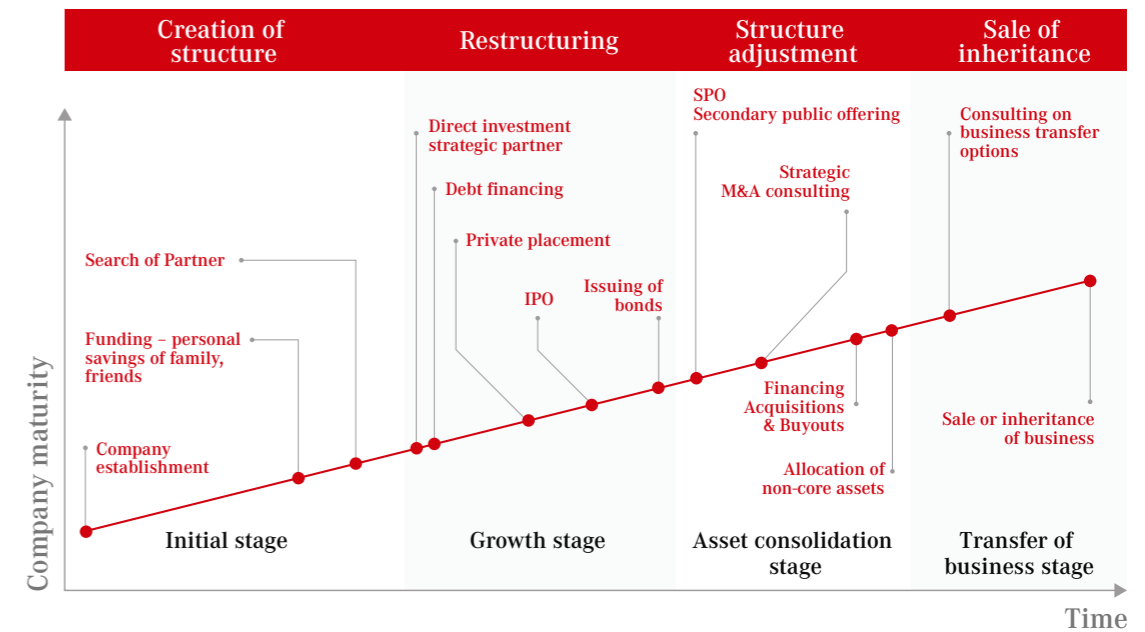 Creation of
structure
Restructuring
Structure
adjustment
Sale of
inheritance
Company maturity
Search of Partner
Funding – personal
savings of family,
friends
Company
establishment
Initial stage
Direct investment
strategic partner
Debt financing
Private placement
IPO
Issuing of
bonds
Growth stage
SPO
Secondary public offering
Strategic
M&A consulting
Financing
Acquisitions
& Buyouts
Allocation of
non-core assets
Asset consolidation
stage
Consulting on
business transfer
options
Sale or inheritance
of business
Transfer of
business stage
Time